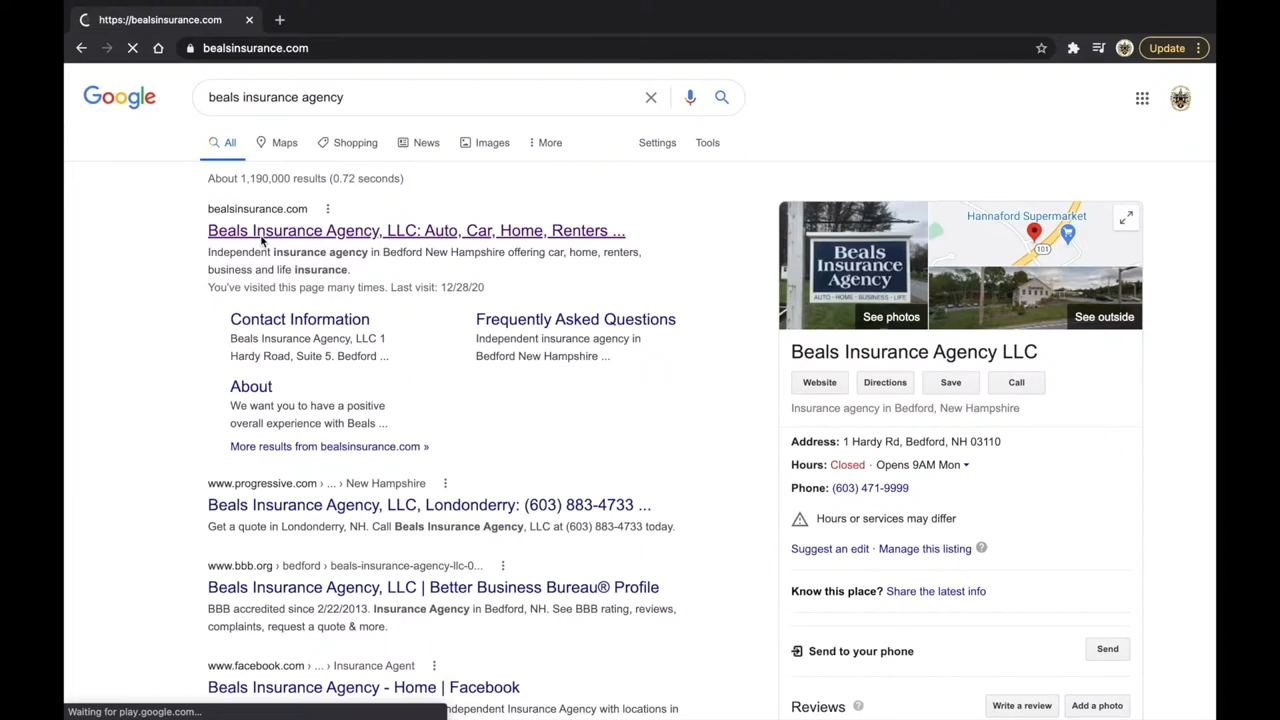 https://bealsinsurance.com
bealsinsurance.com
Update
Google
beals insurance agency
All
Maps
Shopping
News
Images
More
Settings
Tools
About 1,190,000 results (0.72 seconds)
bealsinsurance.com
Beals Insurance Agency, LLC: Auto, Car, Home, Renters ...
Independent insurance agency in Bedford New Hampshire offering car, home, renters,
business and life insurance.
You've visited this page many times. Last visit: 12/28/20
Contact Information
Beals Insurance Agency, LLC 1
Hardy Road, Suite 5. Bedford ...
Frequently Asked Questions
Independent insurance agency in
Bedford New Hampshire ...
About
We want you to have a positive
overall experience with Beals ...
More results from bealsinsurance.com »
www.progressive.com › ... › New Hampshire
Beals Insurance Agency, LLC, Londonderry: (603) 883-4733 ...
Get a quote in Londonderry, NH. Call Beals Insurance Agency, LLC at (603) 883-4733 today.
www.bbb.org › bedford › beals-insurance-agency-llc-0...
Beals Insurance Agency, LLC | Better Business Bureau® Profile
BBB accredited since 2/22/2013. Insurance Agency in Bedford, NH. See BBB rating, reviews,
complaints, request a quote & more.
www.facebook.com › ... › Insurance Agent
Beals Insurance Agency - Home | Facebook
ndependent insurance agency with locations in
Waiting for play.google.com...
Beals
Insurance
Agency
AUTO · HOME · BUSINESS · LIFE
See photos
Hannaford Supermarket
101
See outside
Beals Insurance Agency LLC
Website
Directions
Save
Call
Insurance agency in Bedford, New Hampshire
Address: 1 Hardy Rd, Bedford, NH 03110
Hours: Closed · Opens 9AM Mon
Phone: (603) 471-9999
Hours or services may differ
Suggest an edit · Manage this listing
Know this place? Share the latest info
Send to your phone
Send
Reviews
Write a review
Add a photo